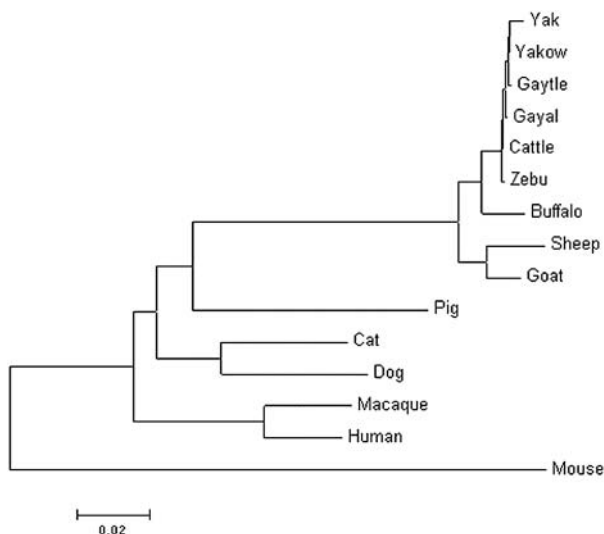 Yak
Yakow
Gaytle
Gayal
Cattle
Zebu
Buffalo
Sheep
Goat
Pig
Cat
Dog
Macaque
Human
Mouse
0.02